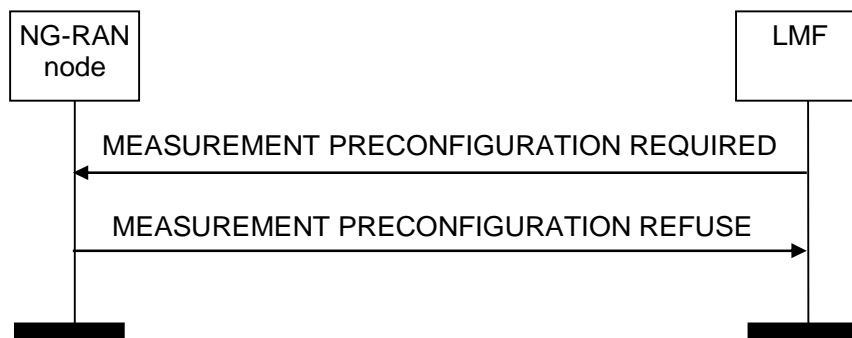 NG-RAN
node
LMF
MEASUREMENT PRECONFIGURATION REQUIRED
MEASUREMENT PRECONFIGURATION REFUSE